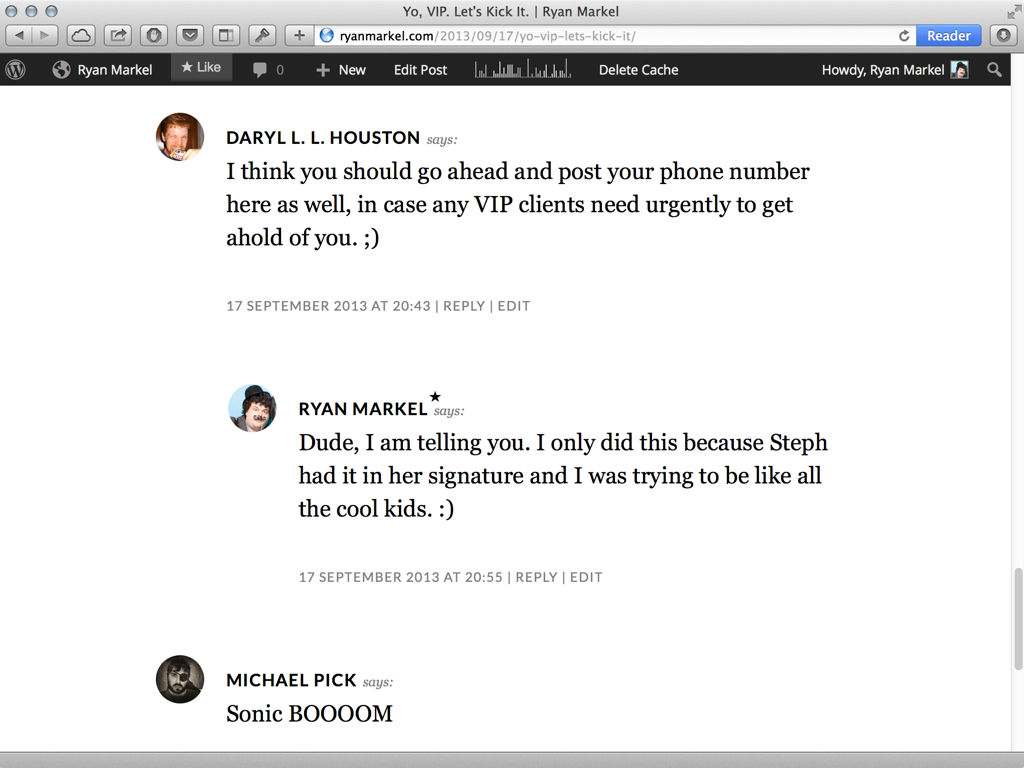 Yo, VIP. Let's Kick It. | Ryan Markel
ryanmarkel.com/2013/09/17/yo-vip-lets-kick-it/ Reader
Ryan Markel ★ Like 0 + New Edit Post Delete Cache Howdy, Ryan Markel
DARYL L. L. HOUSTON says:
I think you should go ahead and post your phone number
here as well, in case any VIP clients need urgently to get
ahold of you. ;)
17 SEPTEMBER 2013 AT 20:43 | REPLY | EDIT
RYAN MARKEL★ says:
Dude, I am telling you. I only did this because Steph
had it in her signature and I was trying to be like all
the cool kids. :)
17 SEPTEMBER 2013 AT 20:55 | REPLY | EDIT
MICHAEL PICK says:
Sonic BOOOOM